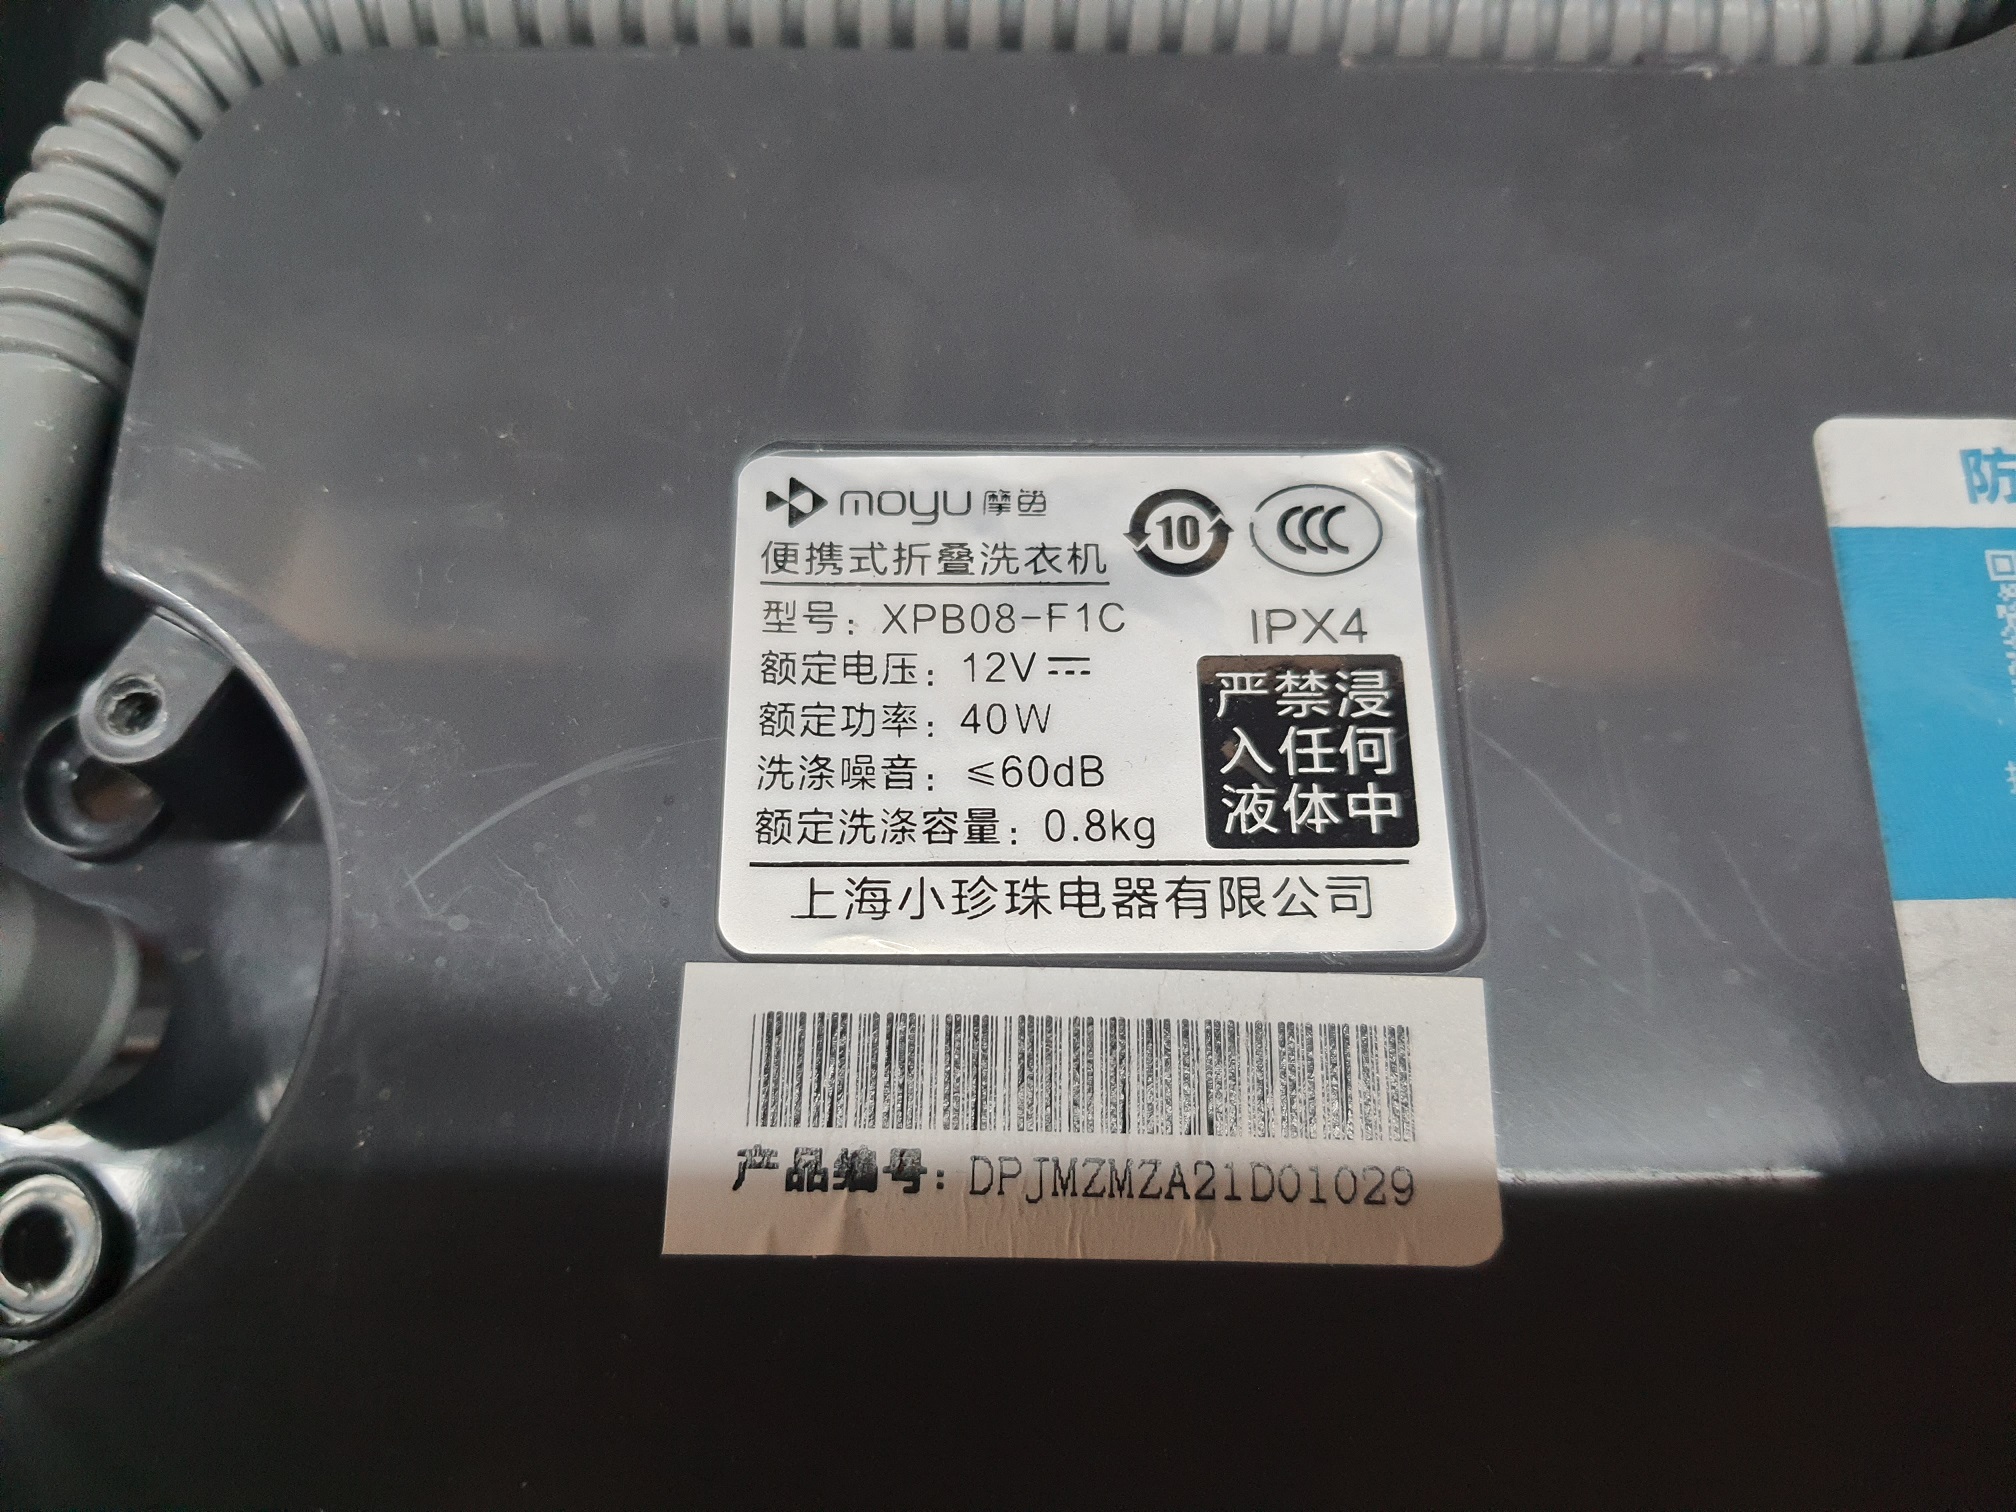 moyu 摩鱼
便携式折叠洗衣机
10
CCC
型号：XPB08-F1C
IPX4
额定电压：12V
额定功率：40W
洗涤噪音：≤60dB
额定洗涤容量：0.8kg
严禁浸
入任何
液体中
上海小珍珠电器有限公司
产品编号：DPJMZMZA21D01029
防